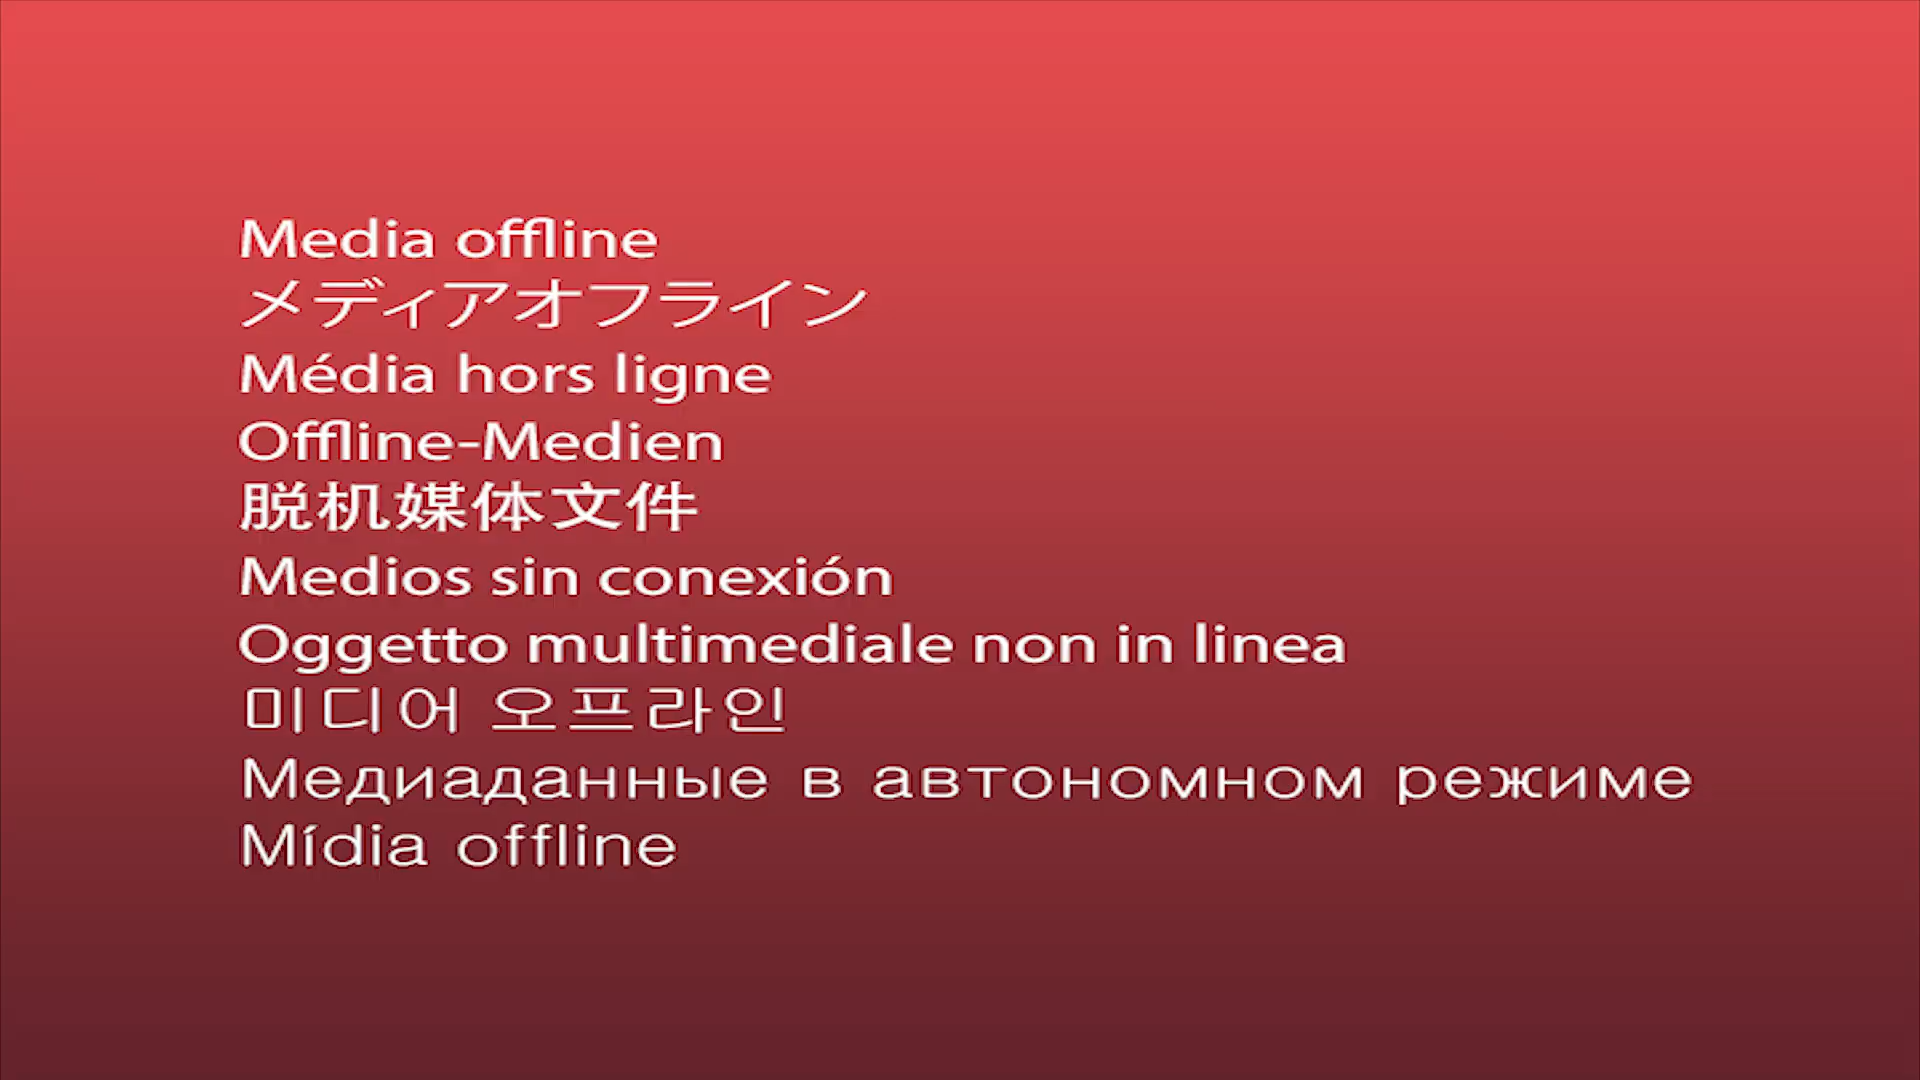 Media offline
メディアオフライン
Média hors ligne
Offline-Medien
脱机媒体文件
Medios sin conexión
Oggetto multimediale non in linea
미디어 오프라인
Медиаданные в автономном режиме
Mídia offline